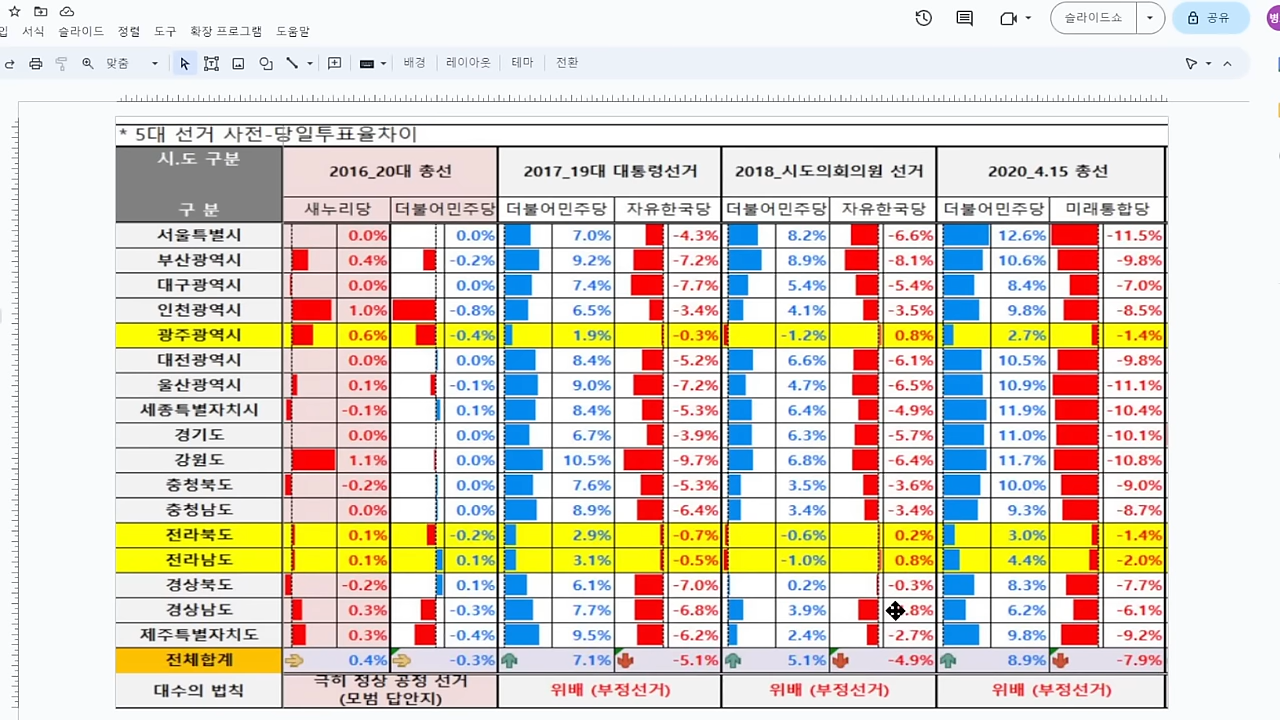 입 서식 슬라이드 정렬 도구 확장 프로그램 도움말
슬라이드쇼 공유 병
맞춤 배경 레이아웃 테마 전환
* 5대 선거 사전-당일투표율차이
시.도 구분 2016_20대 총선 2017_19대 대통령선거 2018_시도의회의원 선거 2020_4.15 총선
구 분 새누리당 더불어민주당 더불어민주당 자유한국당 더불어민주당 자유한국당 더불어민주당 미래통합당
서울특별시 0.0% 0.0% 7.0% -4.3% 8.2% -6.6% 12.6% -11.5%
부산광역시 0.4% -0.2% 9.2% -7.2% 8.9% -8.1% 10.6% -9.8%
대구광역시 0.0% 0.0% 7.4% -7.7% 5.4% -5.4% 8.4% -7.0%
인천광역시 1.0% -0.8% 6.5% -3.4% 4.1% -3.5% 9.8% -8.5%
광주광역시 0.6% -0.4% 1.9% -0.3% -1.2% 0.8% 2.7% -1.4%
대전광역시 0.0% 0.0% 8.4% -5.2% 6.6% -6.1% 10.5% -9.8%
울산광역시 0.1% -0.1% 9.0% -7.2% 4.7% -6.5% 10.9% -11.1%
세종특별자치시 -0.1% 0.1% 8.4% -5.3% 6.4% -4.9% 11.9% -10.4%
경기도 0.0% 0.0% 6.7% -3.9% 6.3% -5.7% 11.0% -10.1%
강원도 1.1% 0.0% 10.5% -9.7% 6.8% -6.4% 11.7% -10.8%
충청북도 -0.2% 0.0% 7.6% -5.3% 3.5% -3.6% 10.0% -9.0%
충청남도 0.0% 0.0% 8.9% -6.4% 3.4% -3.4% 9.3% -8.7%
전라북도 0.1% -0.2% 2.9% -0.7% -0.6% 0.2% 3.0% -1.4%
전라남도 0.1% 0.1% 3.1% -0.5% -1.0% 0.8% 4.4% -2.0%
경상북도 -0.2% 0.1% 6.1% -7.0% 0.2% -0.3% 8.3% -7.7%
경상남도 0.3% -0.3% 7.7% -6.8% 3.9% 6.2% -6.1%
제주특별자치도 0.3% -0.4% 9.5% -6.2% 2.4% -2.7% 9.8% -9.2%
전체합계 0.4% -0.3% 7.1% -5.1% 5.1% -4.9% 8.9% -7.9%
대수의 법칙 극히 정상 공정 선거 위배 (부정선거) 위배 (부정선거) 위배 (부정선거)
(모범 답안지)